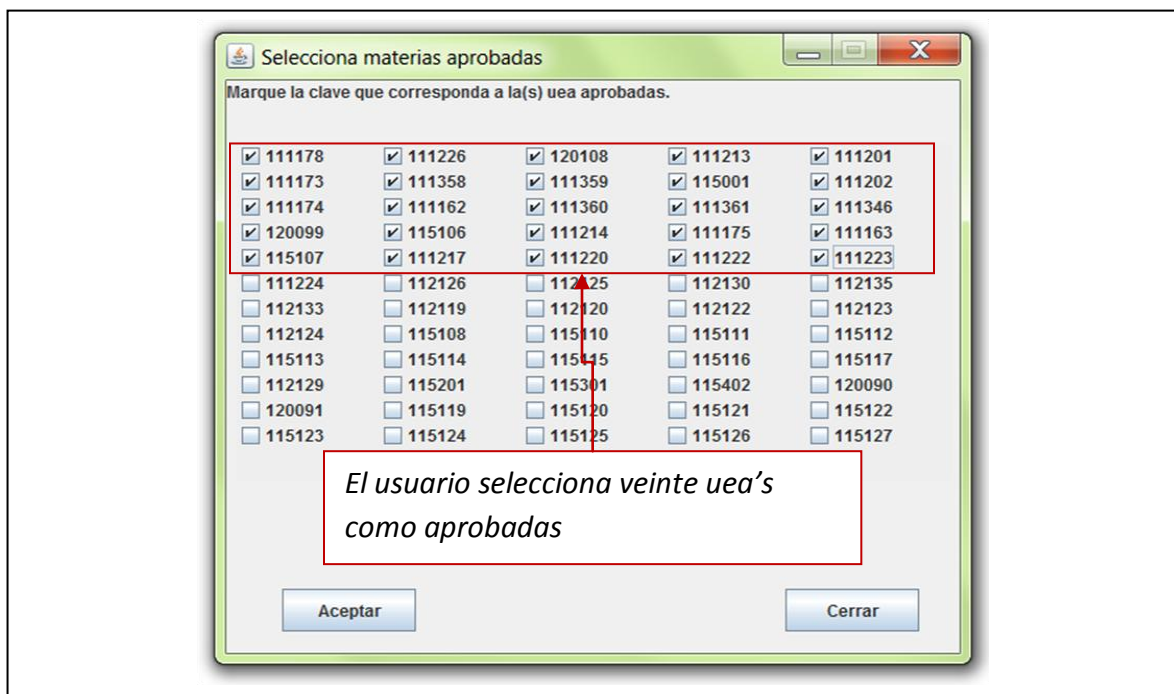 Selecciona materias aprobadas
Marque la clave que corresponda a la(s) uea aprobadas.
111178 111226 120108 111213 111201
111173 111358 111359 115001 111202
111174 111162 111360 111361 111346
120099 115106 111214 111175 111163
115107 111217 111220 111222 111223
111224 112126 112125 112130 112135
112133 112119 112120 112122 112123
112124 115108 115110 115111 115112
115113 115114 115115 115116 115117
112129 115201 115301 115402 120090
120091 115119 115120 115121 115122
115123 115124 115125 115126 115127
El usuario selecciona veinte uea’s
como aprobadas
Aceptar Cerrar